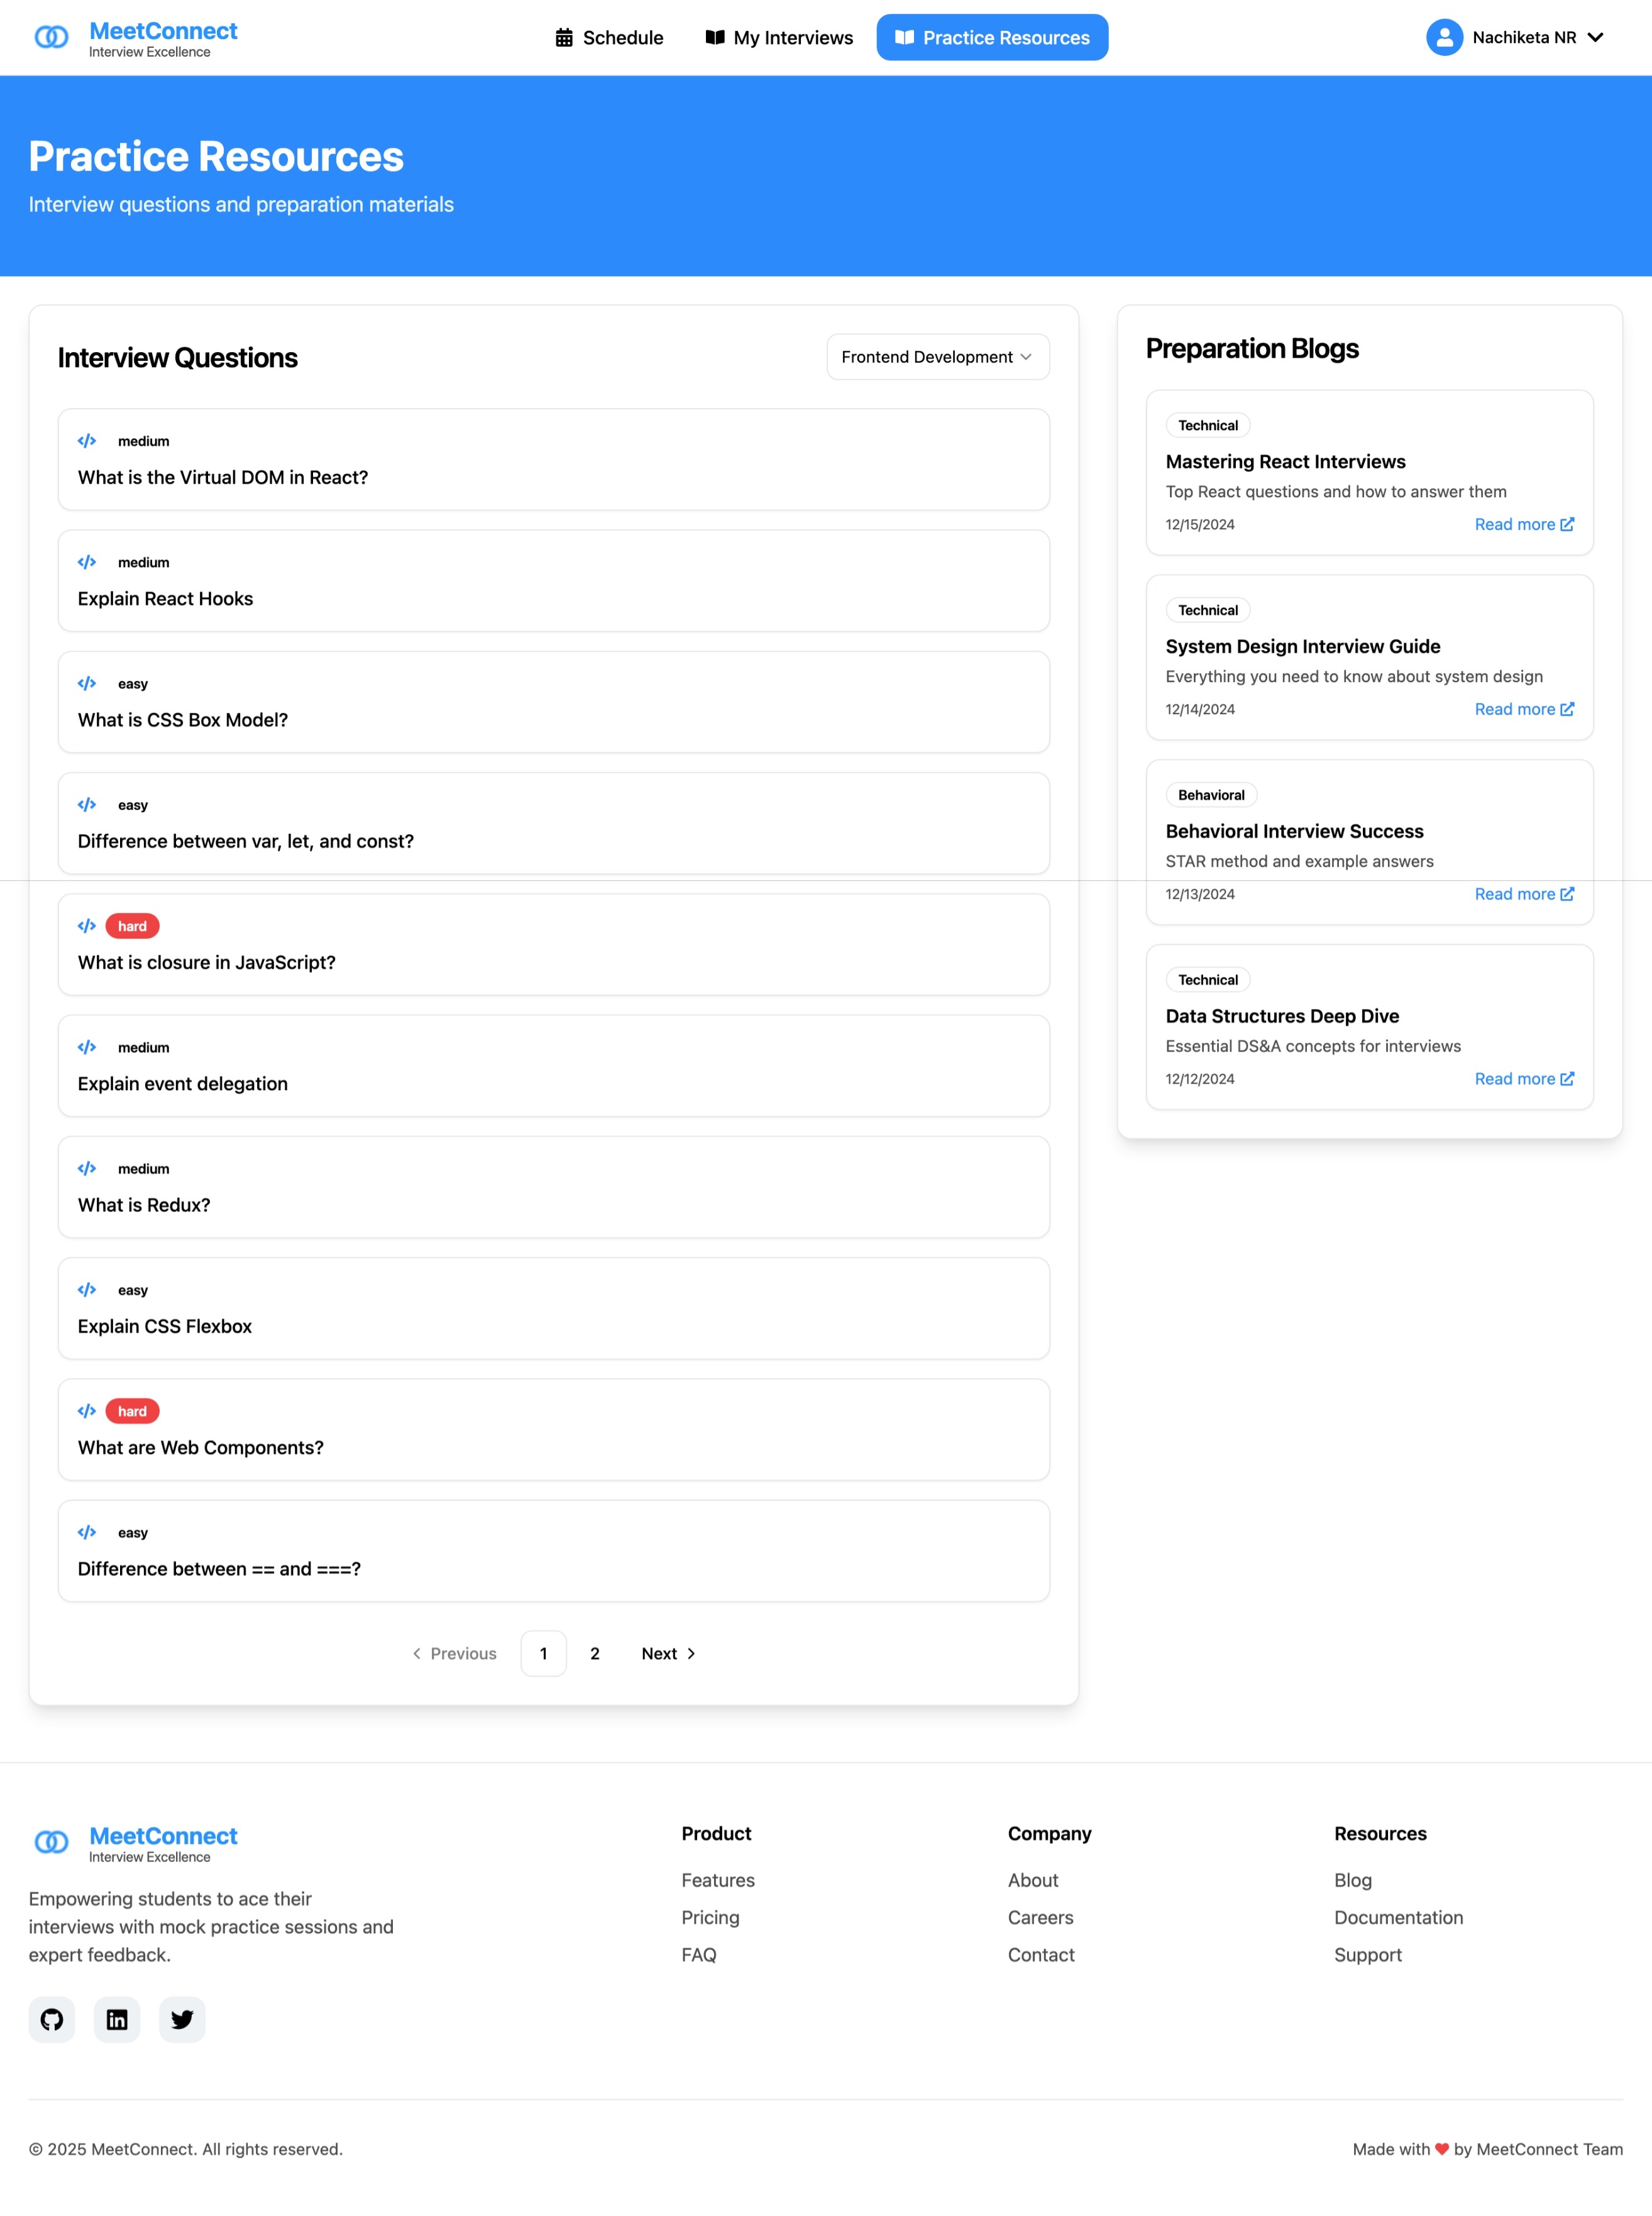 MeetConnect
Interview Excellence
Schedule
My Interviews
Practice Resources
Nachiketa NR
Practice Resources
Interview questions and preparation materials
Interview Questions
Frontend Development
medium
What is the Virtual DOM in React?
medium
Explain React Hooks
easy
What is CSS Box Model?
easy
Difference between var, let, and const?
hard
What is closure in JavaScript?
medium
Explain event delegation
medium
What is Redux?
easy
Explain CSS Flexbox
hard
What are Web Components?
easy
Difference between == and ===?
Previous
1
2
Next
Preparation Blogs
Technical
Mastering React Interviews
Top React questions and how to answer them
12/15/2024
Read more
Technical
System Design Interview Guide
Everything you need to know about system design
12/14/2024
Read more
Behavioral
Behavioral Interview Success
STAR method and example answers
12/13/2024
Read more
Technical
Data Structures Deep Dive
Essential DS&A concepts for interviews
12/12/2024
Read more
MeetConnect
Interview Excellence
Empowering students to ace their
interviews with mock practice sessions and
expert feedback.
Product
Features
Pricing
FAQ
Company
About
Careers
Contact
Resources
Blog
Documentation
Support
© 2025 MeetConnect. All rights reserved.
Made with ❤ by MeetConnect Team